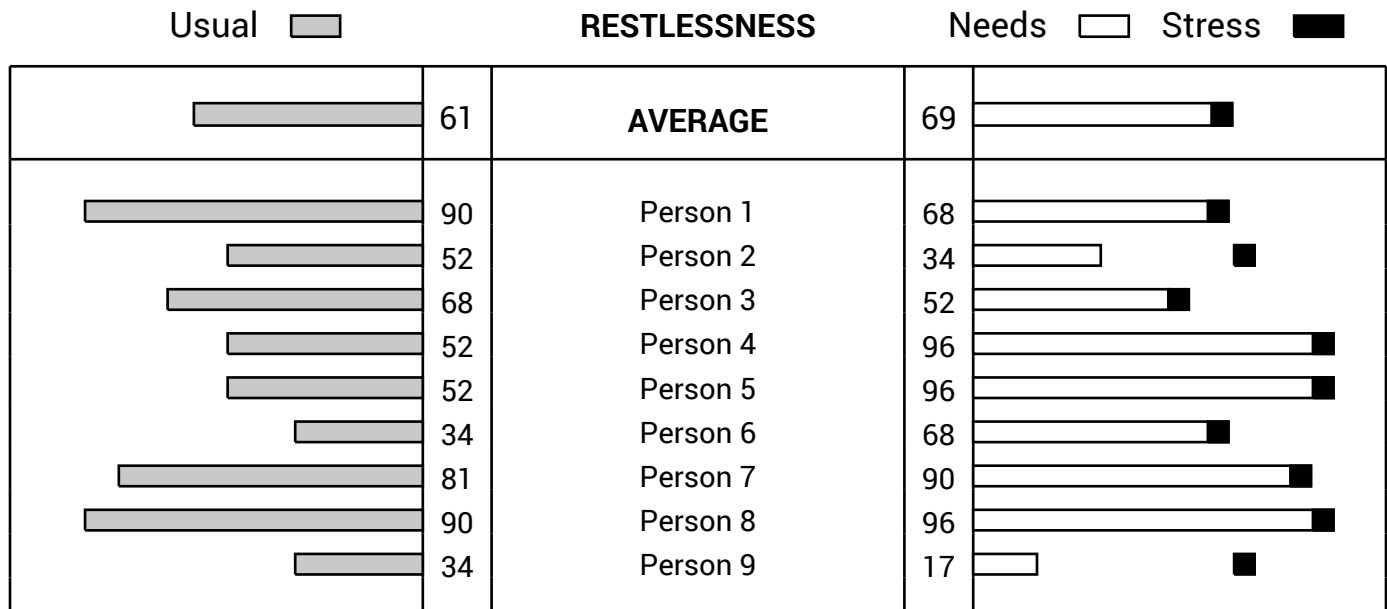 Usual RESTLESSNESS Needs Stress
61 AVERAGE 69
90 Person 1 68
52 Person 2 34
68 Person 3 52
52 Person 4 96
52 Person 5 96
34 Person 6 68
81 Person 7 90
90 Person 8 96
34 Person 9 17